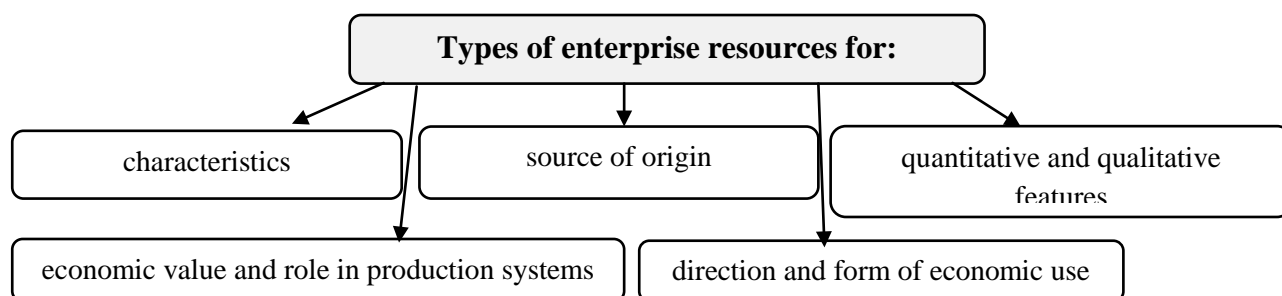 Types of enterprise resources for:
characteristics
source of origin
quantitative and qualitative
features
economic value and role in production systems
direction and form of economic use